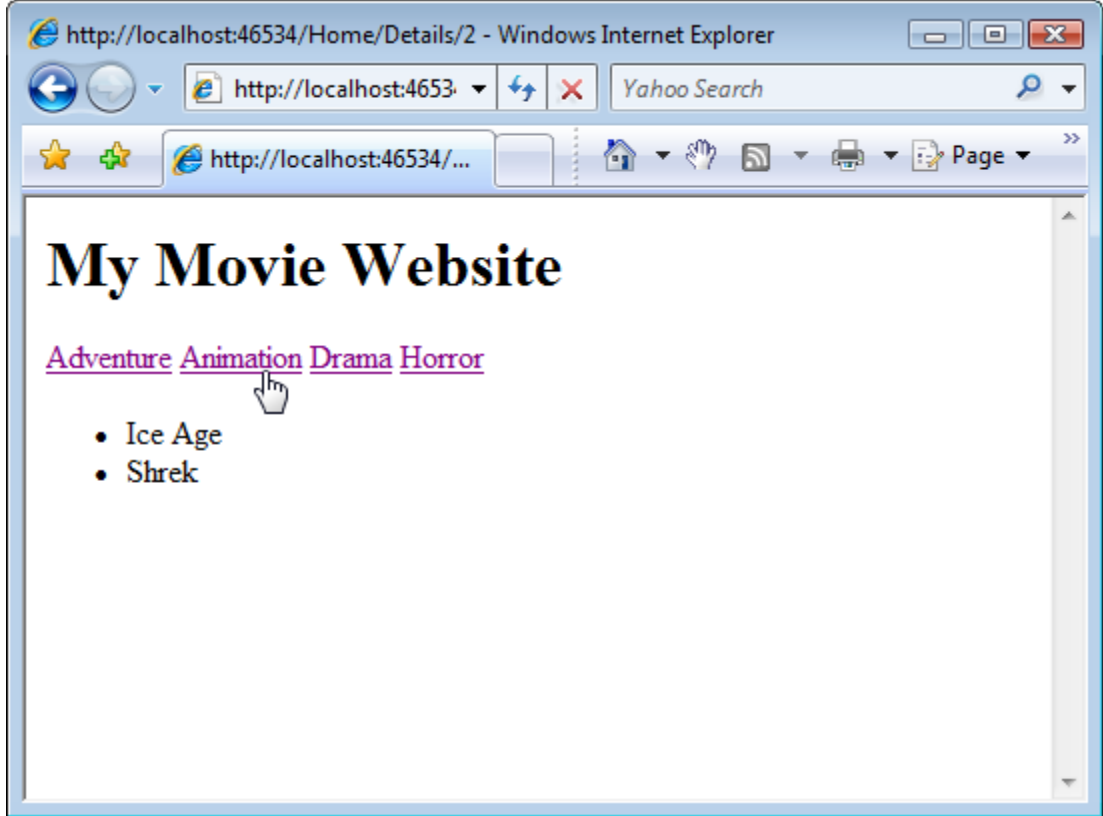 http://localhost:46534/Home/Details/2 - Windows Internet Explorer
http://localhost:4653 Yahoo Search
http://localhost:46534/... Page
My Movie Website
Adventure Animation Drama Horror
• Ice Age
• Shrek